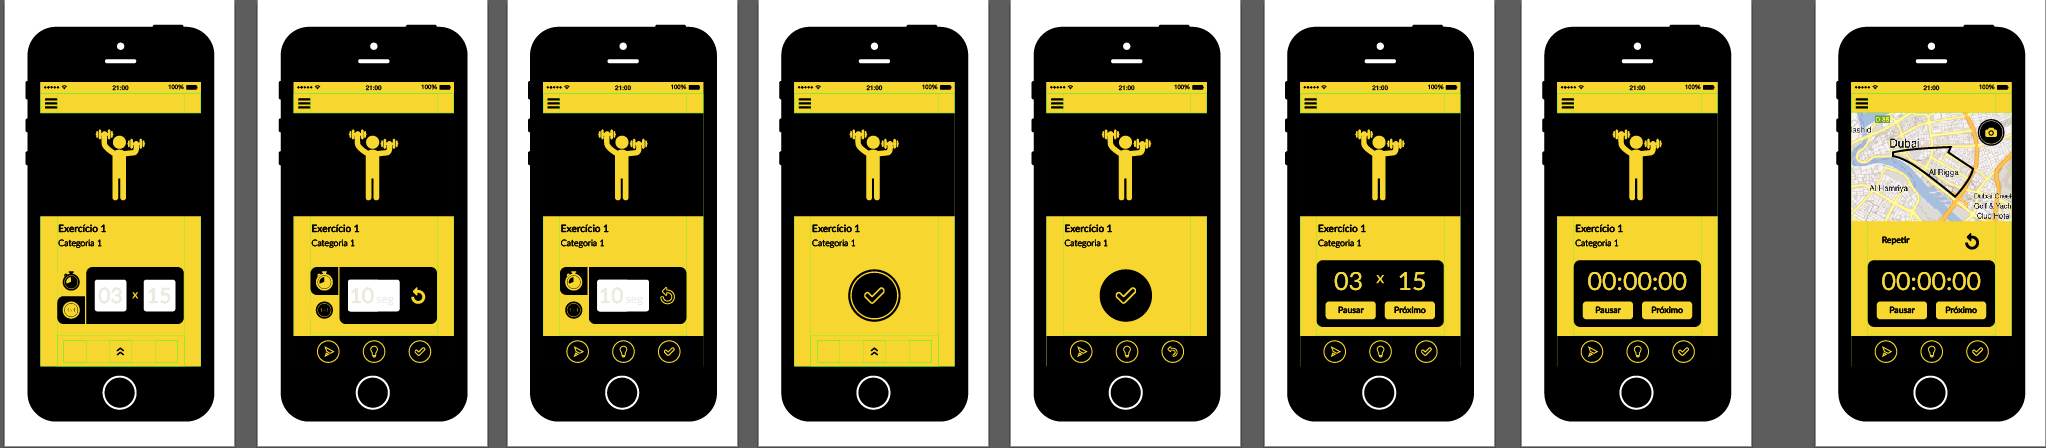 21:00 100%
Exercício 1
Categoria 1
03 x 15
21:00 100%
Exercício 1
Categoria 1
10 seg
21:00 100%
Exercício 1
Categoria 1
10 seg
21:00 100%
Exercício 1
Categoria 1
21:00 100%
Exercício 1
Categoria 1
21:00 100%
Exercício 1
Categoria 1
03 x 15
Pausar Próximo
21:00 100%
Exercício 1
Categoria 1
00:00:00
Pausar Próximo
21:00 100%
D 85
ashid
Dubai
Al Rigga
Al Hamriya
Dubai Creek
Golf & Yach
Club Hotel
Repetir
00:00:00
Pausar Próximo